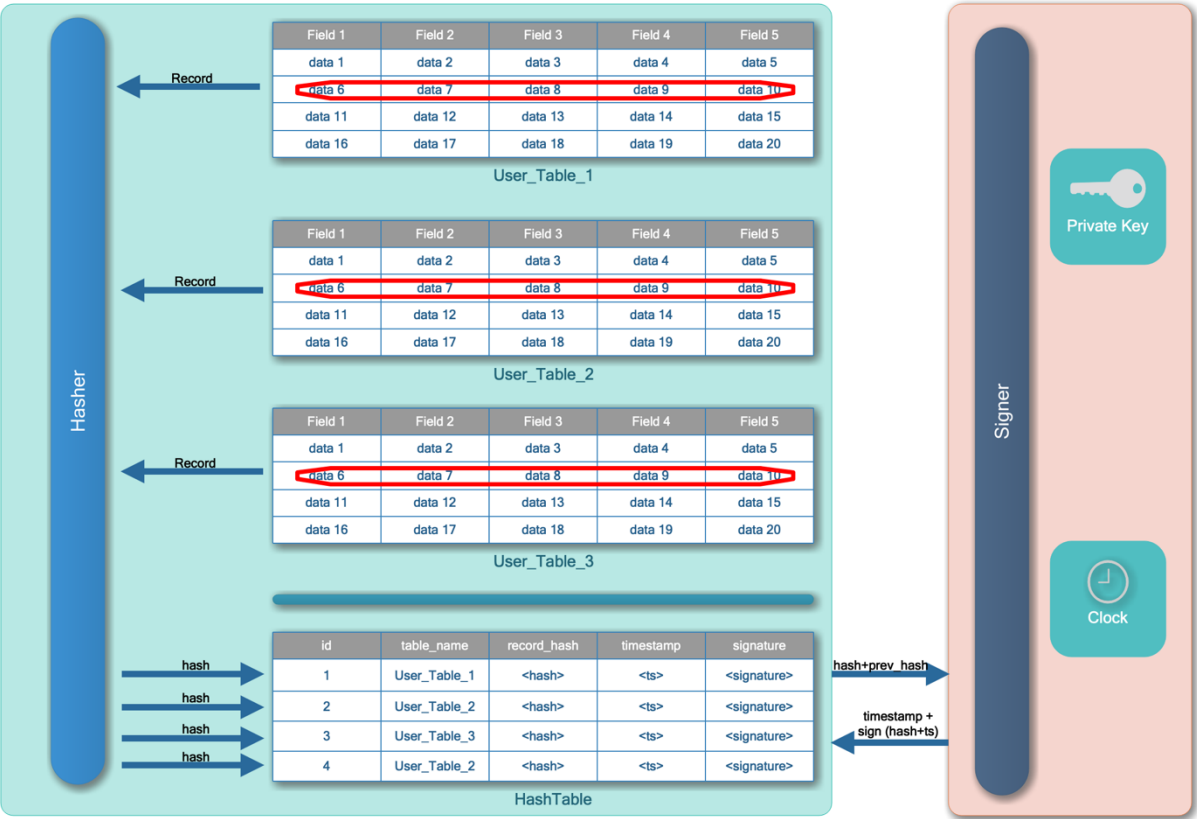 Hasher
Record
Field 1 Field 2 Field 3 Field 4 Field 5
data 1 data 2 data 3 data 4 data 5
data 6 data 7 data 8 data 9 data 10
data 11 data 12 data 13 data 14 data 15
data 16 data 17 data 18 data 19 data 20
User_Table_1
Record
Field 1 Field 2 Field 3 Field 4 Field 5
data 1 data 2 data 3 data 4 data 5
data 6 data 7 data 8 data 9 data 10
data 11 data 12 data 13 data 14 data 15
data 16 data 17 data 18 data 19 data 20
User_Table_2
Record
Field 1 Field 2 Field 3 Field 4 Field 5
data 1 data 2 data 3 data 4 data 5
data 6 data 7 data 8 data 9 data 10
data 11 data 12 data 13 data 14 data 15
data 16 data 17 data 18 data 19 data 20
User_Table_3
hash
hash
hash
hash
id table_name record_hash timestamp signature
1 User_Table_1 <hash> <ts> <signature>
2 User_Table_2 <hash> <ts> <signature>
3 User_Table_3 <hash> <ts> <signature>
4 User_Table_2 <hash> <ts> <signature>
HashTable
hash+prev_hash
timestamp +
sign (hash+ts)
Signer
Private Key
Clock